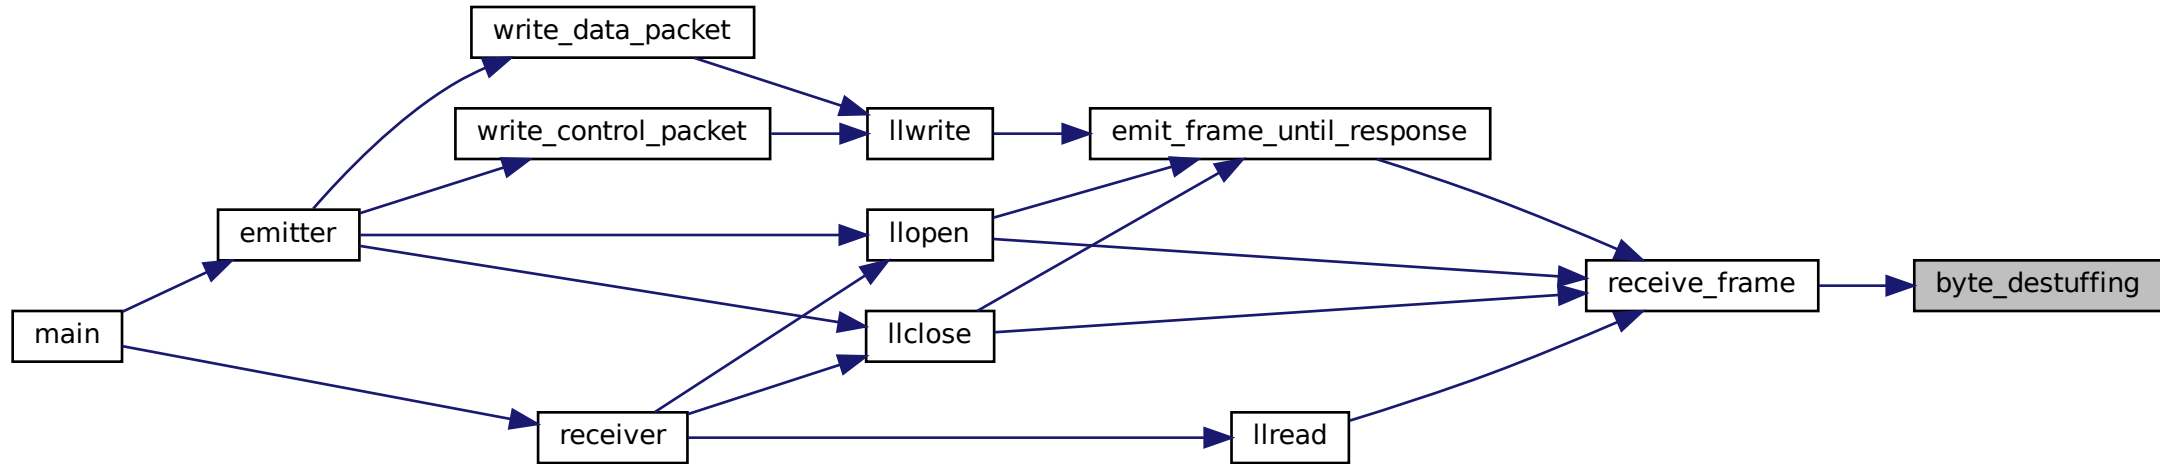 write_data_packet
write_control_packet
llwrite
emit_frame_until_response
emitter
llopen
receive_frame
byte_destuffing
main
llclose
receiver
llread